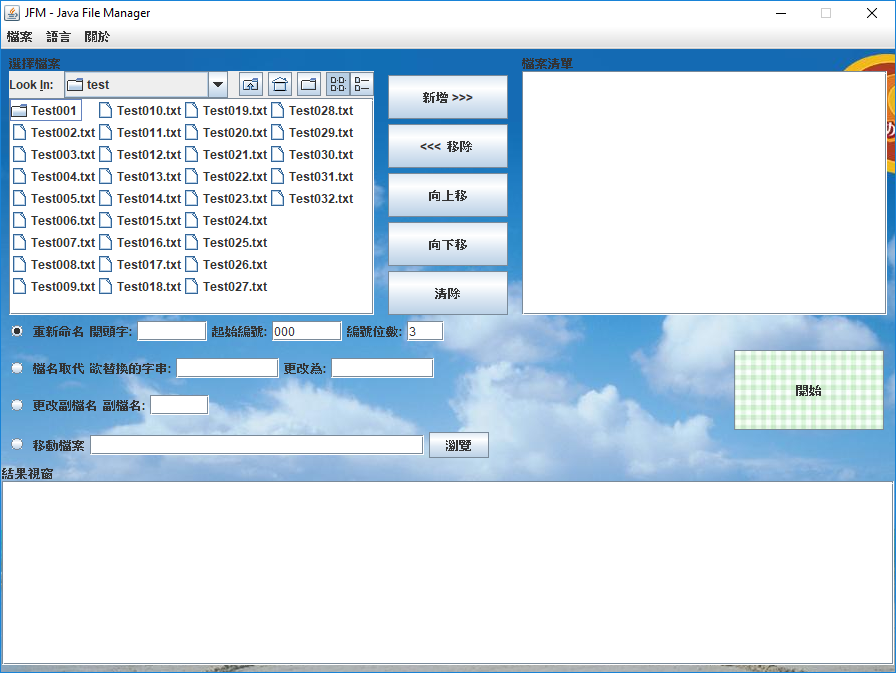 JFM - Java File Manager
檔案 語言 關於
選擇檔案
檔案清單
Look In: test
Test001 Test010.txt Test019.txt Test028.txt
Test002.txt Test011.txt Test020.txt Test029.txt
Test003.txt Test012.txt Test021.txt Test030.txt
Test004.txt Test013.txt Test022.txt Test031.txt
Test005.txt Test014.txt Test023.txt Test032.txt
Test006.txt Test015.txt Test024.txt
Test007.txt Test016.txt Test025.txt
Test008.txt Test017.txt Test026.txt
Test009.txt Test018.txt Test027.txt
新增 >>>
<<< 移除
向上移
向下移
清除
の
重新命名 開頭字: 起始編號: 000 編號位數: 3
檔名取代 欲替換的字串: 更改為:
更改副檔名 副檔名:
移動檔案 瀏覽
開始
結果視窗